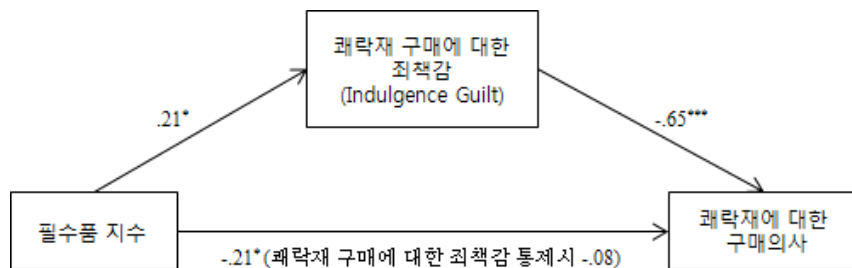 쾌락재 구매에 대한
죄책감
(Indulgence Guilt)
.21*
-.65***
필수품 지수
쾌락재에 대한
구매의사
-.21* (쾌락재 구매에 대한 죄책감 통제시 -.08)